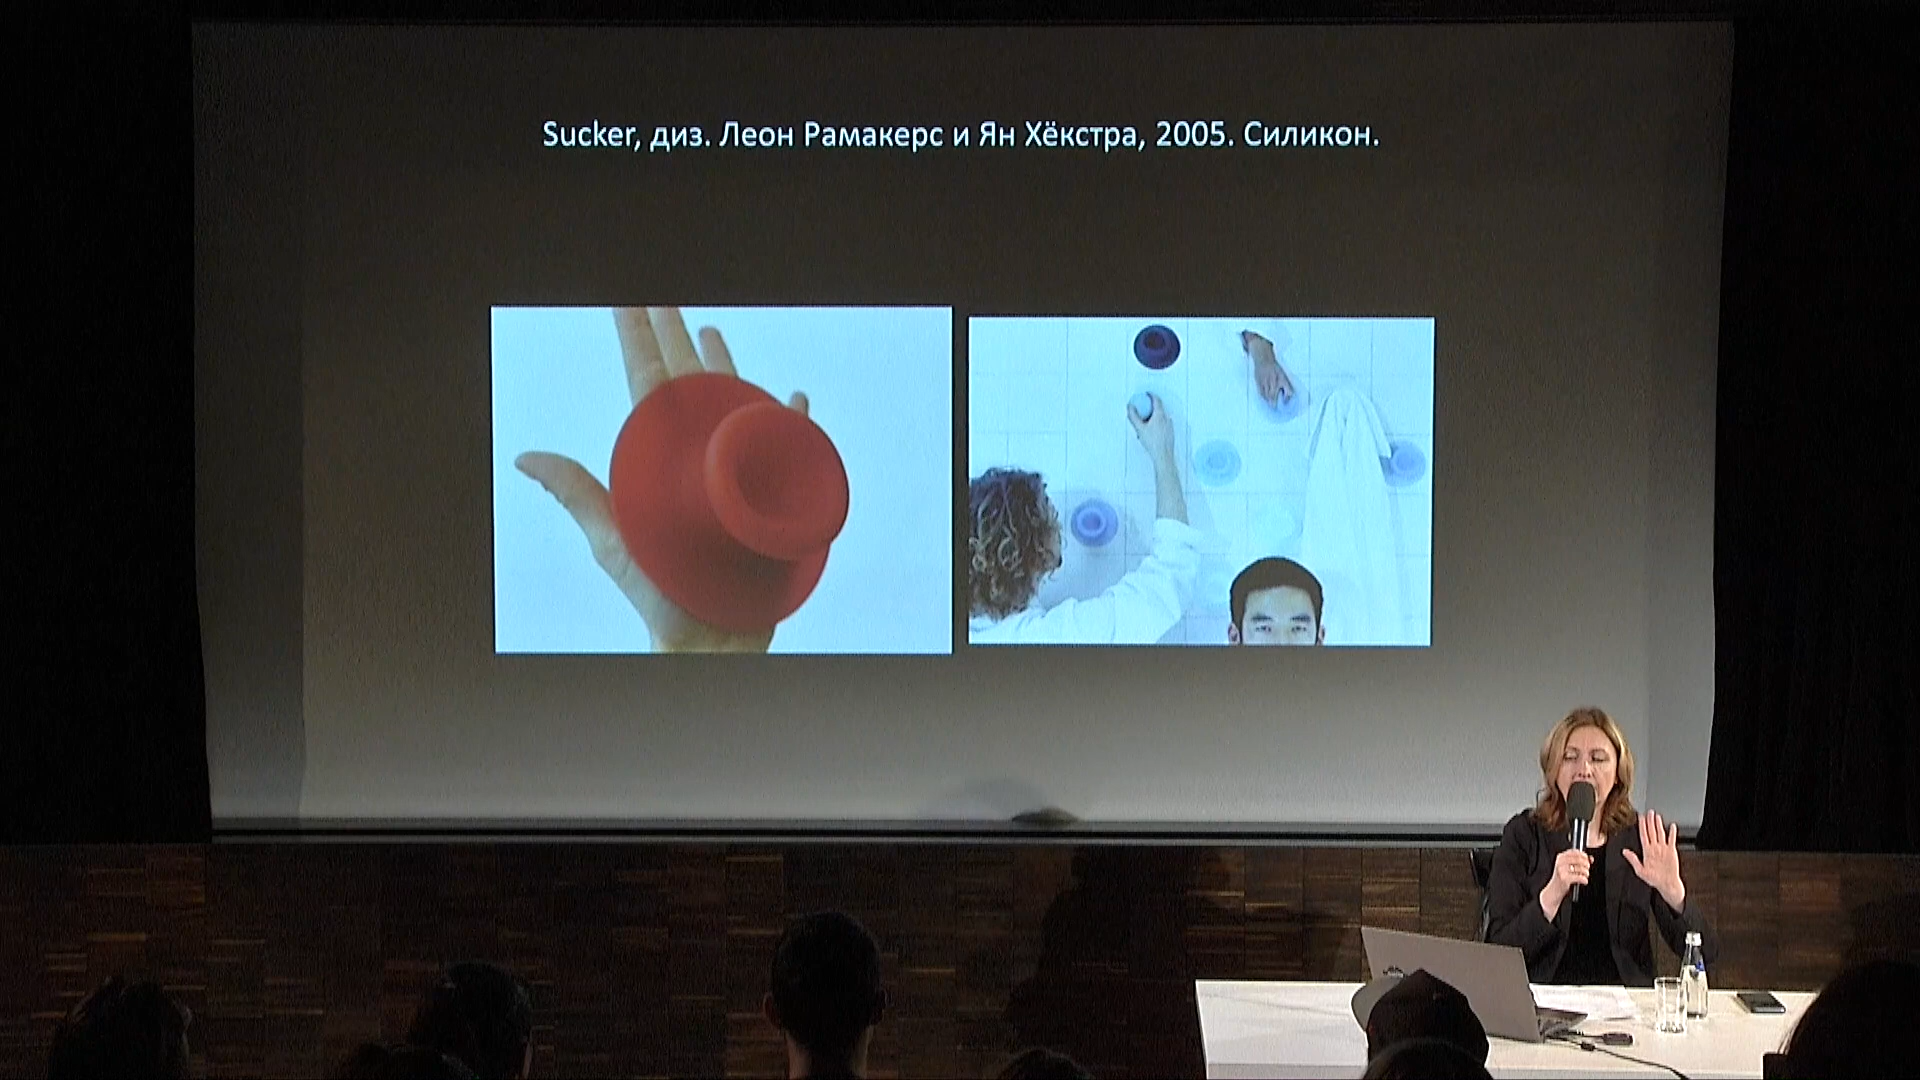 Sucker, диз. Леон Рамакерс и Ян Хёкстра, 2005. Силикон.